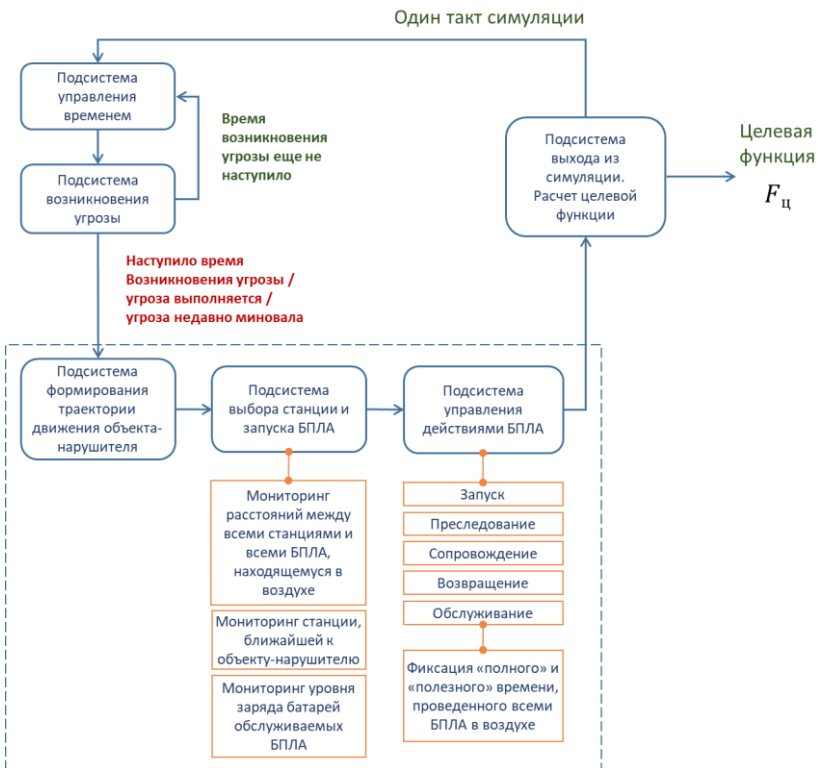 Один такт симуляции
Подсистема
управления
временем
Время
возникновения
угрозы еще не
наступило
Подсистема
возникновения
угрозы
Подсистема
выхода из
симуляции.
Расчет целевой
функции
Целевая
функция
Fц
Наступило время
Возникновения угрозы /
угроза выполняется /
угроза недавно миновала
Подсистема
формирования
траектории
движения объекта-
нарушителя
Подсистема
выбора станции и
запуска БПЛА
Подсистема
управления
действиями БПЛА
Мониторинг
расстояний между
всеми станциями и
всеми БПЛА,
находящемуся в
воздухе
Мониторинг станции,
ближайшей к
объекту-нарушителю
Мониторинг уровня
заряда батарей
обслуживаемых
БПЛА
Запуск
Преследование
Сопровождение
Возвращение
Обслуживание
Фиксация «полного» и
«полезного» времени,
проведенного всеми
БПЛА в воздухе